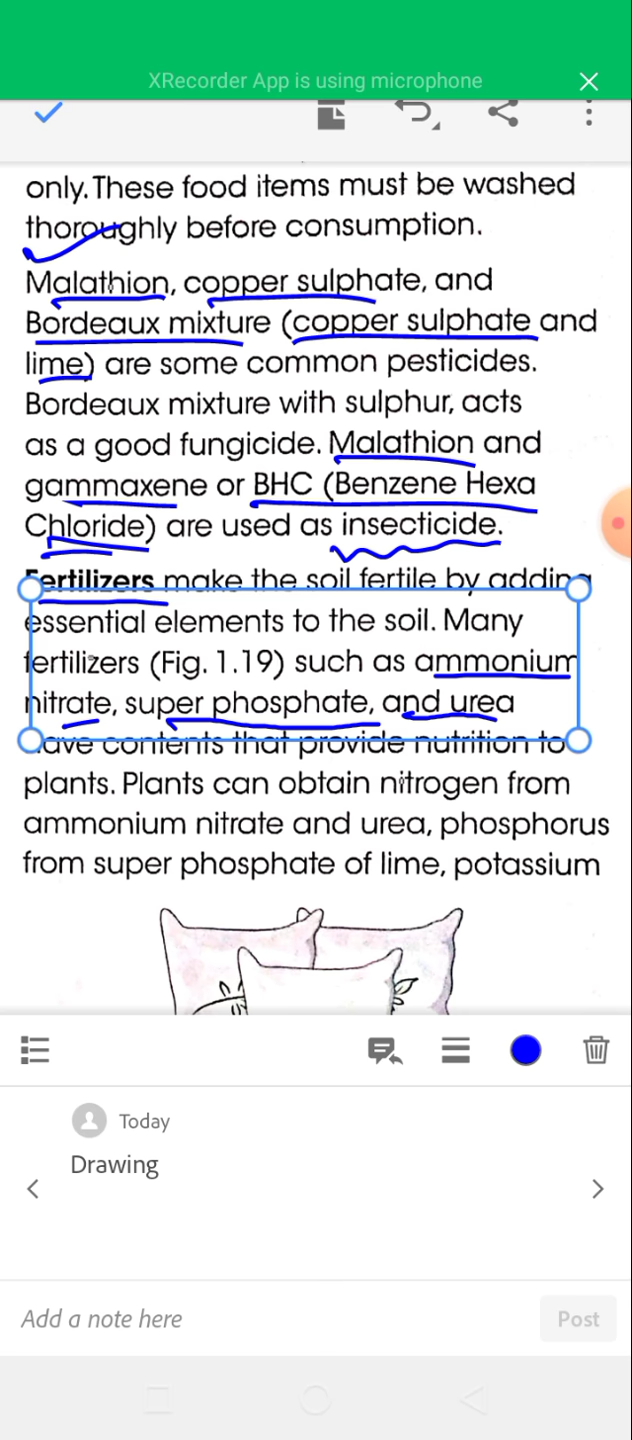 XRecorder App is using microphone
only. These food items must be washed
thoroughly before consumption.
Malathion, copper sulphate, and
Bordeaux mixture (copper sulphate and
lime) are some common pesticides.
Bordeaux mixture with sulphur, acts
as a good fungicide. Malathion and
gammaxene or BHC (Benzene Hexa
Chloride) are used as insecticide.
Fertilizers make the soil fertile by adding
essential elements to the soil. Many
fertilizers (Fig. 1.19) such as ammonium
nitrate, super phosphate, and urea
have contents that provide nutrition to
plants. Plants can obtain nitrogen from
ammonium nitrate and urea, phosphorus
from super phosphate of lime, potassium
Today
Drawing
Add a note here
Post